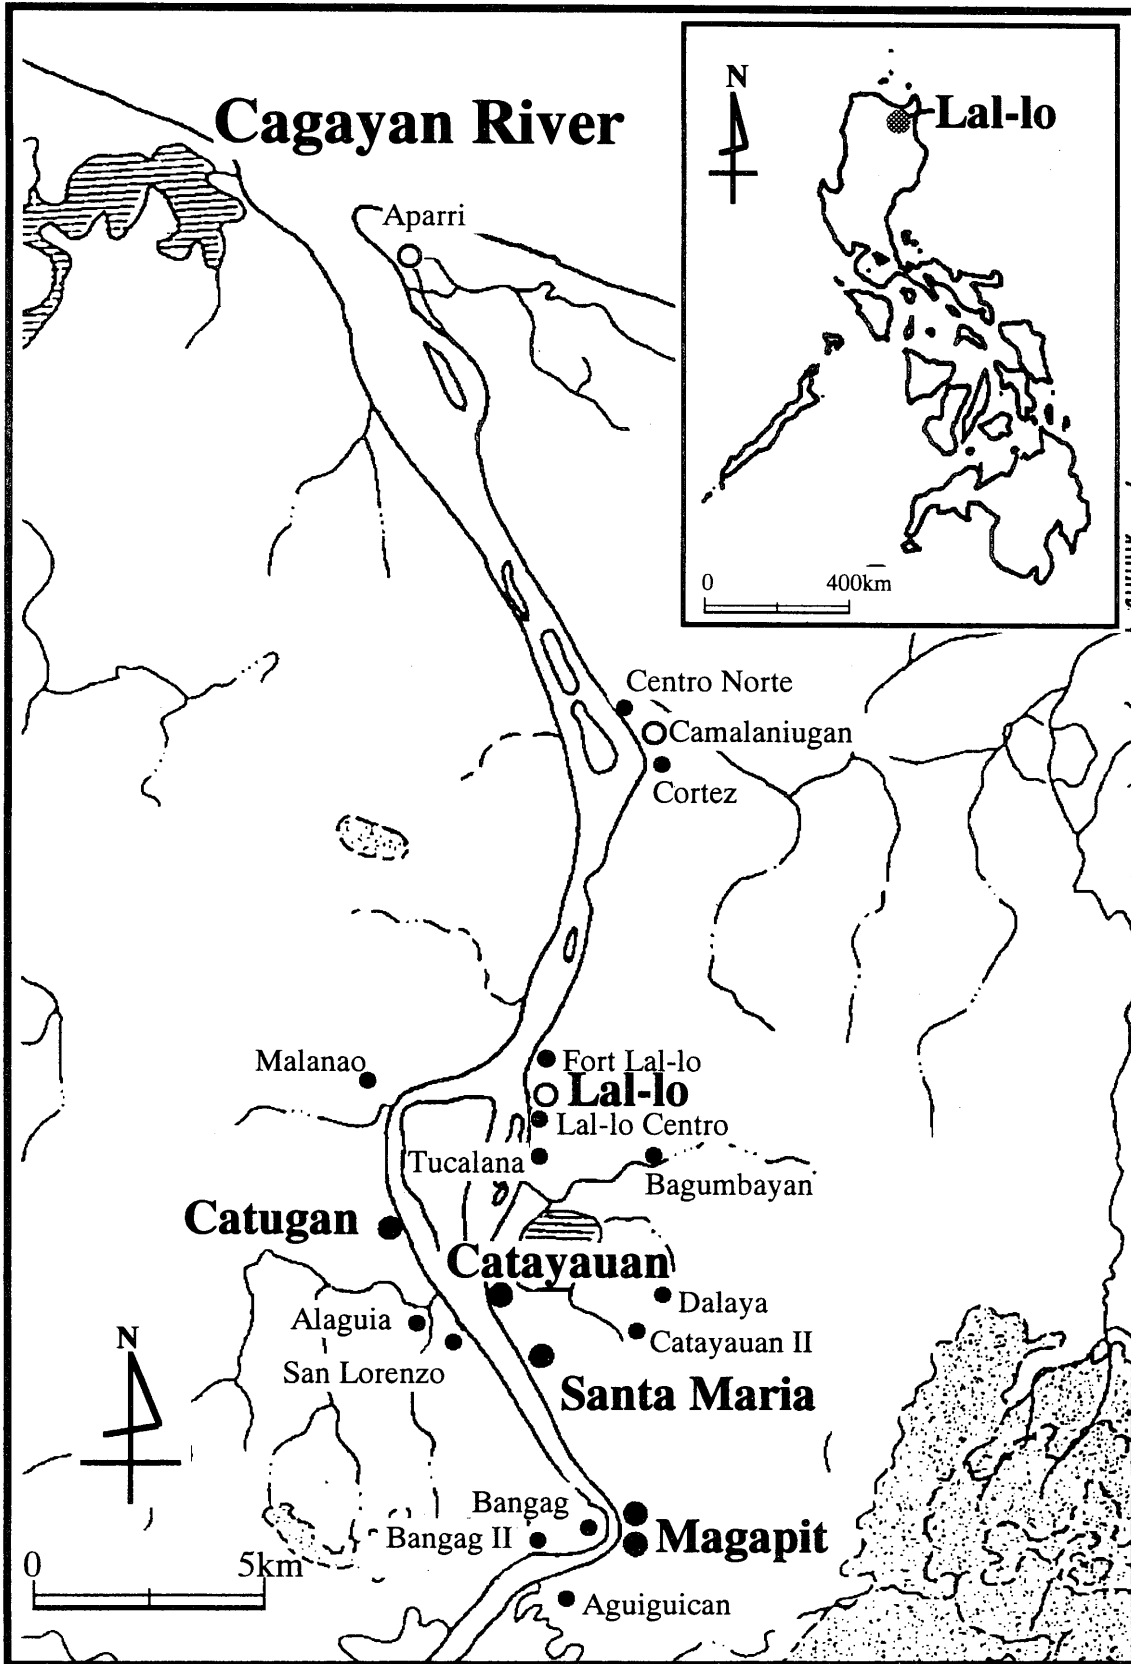 Cagayan River
N
Lal-lo
Aparri
0
400km
Centro Norte
Camalaniugan
Cortez
Malanao
Fort Lal-lo
Lal-lo
Lal-lo Centro
Tucalana
Bagumbayan
Catugan
Catayauan
Dalaya
Alaguia
Catayauan II
San Lorenzo
N
Santa Maria
Bangag
Bangag II
Magapit
0
5km
Aguiguican